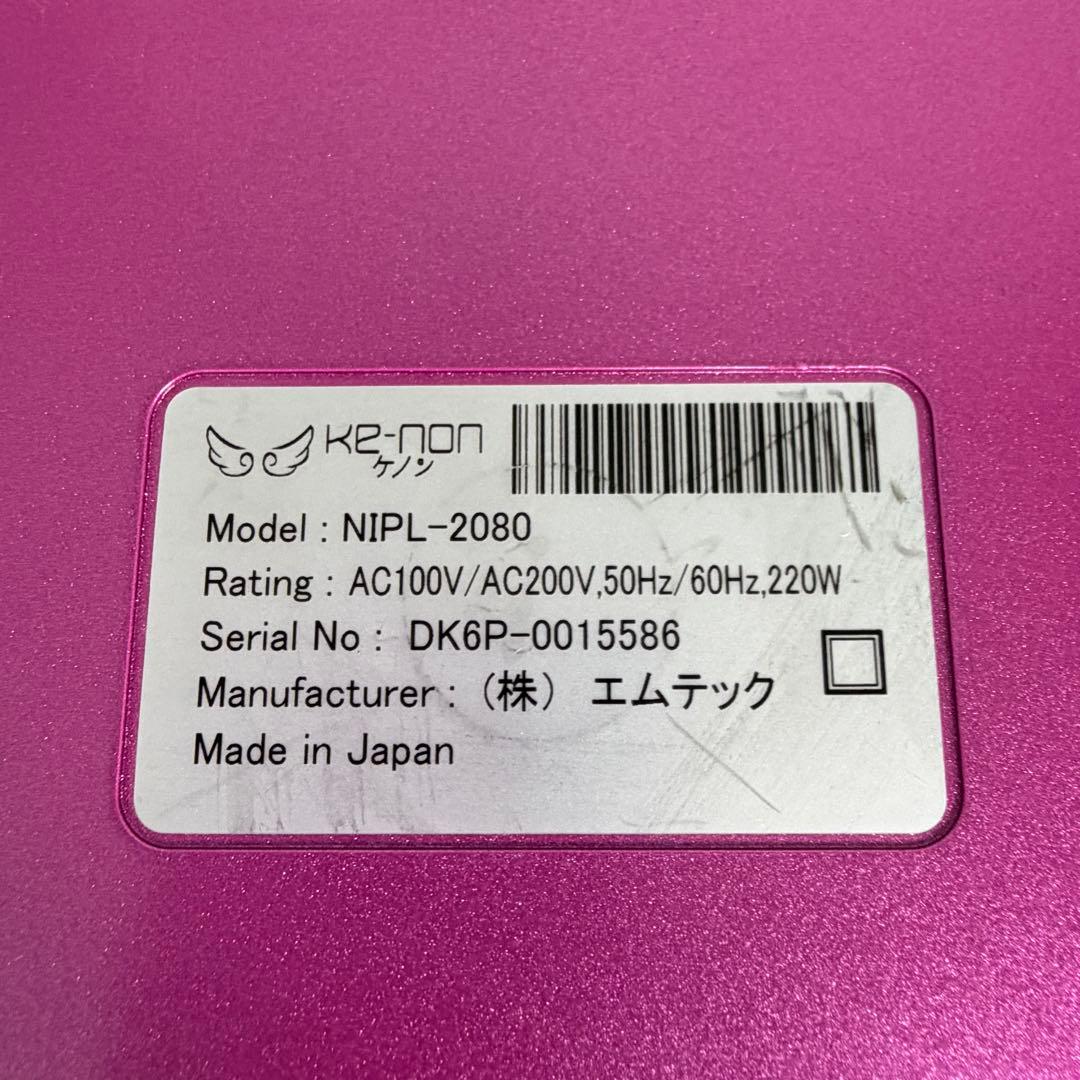 ke-non
ケノン
Model : NIPL-2080
Rating : AC100V/AC200V,50Hz/60Hz,220W
Serial No : DK6P-0015586
Manufacturer : (株) エムテック
Made in Japan